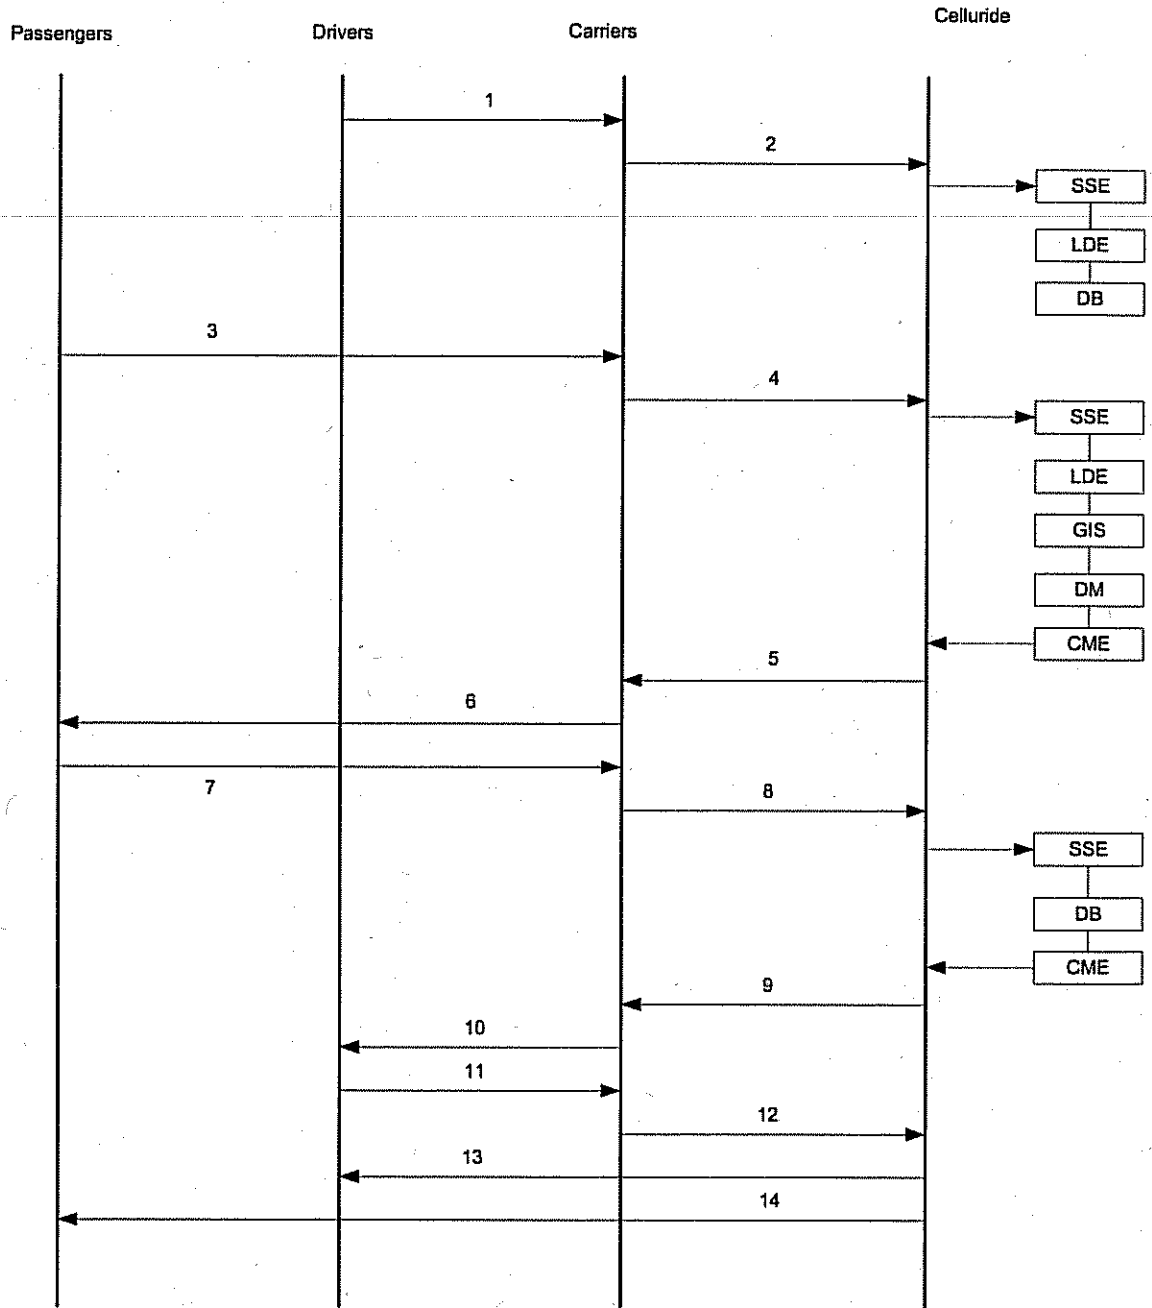 Celluride
Passengers
Drivers
Carriers
1
2
SSE
LDE
DB
3
4
SSE
LDE
GIS
DM
CME
5
6
7
8
SSE
DB
CME
9
10
11
12
13
14